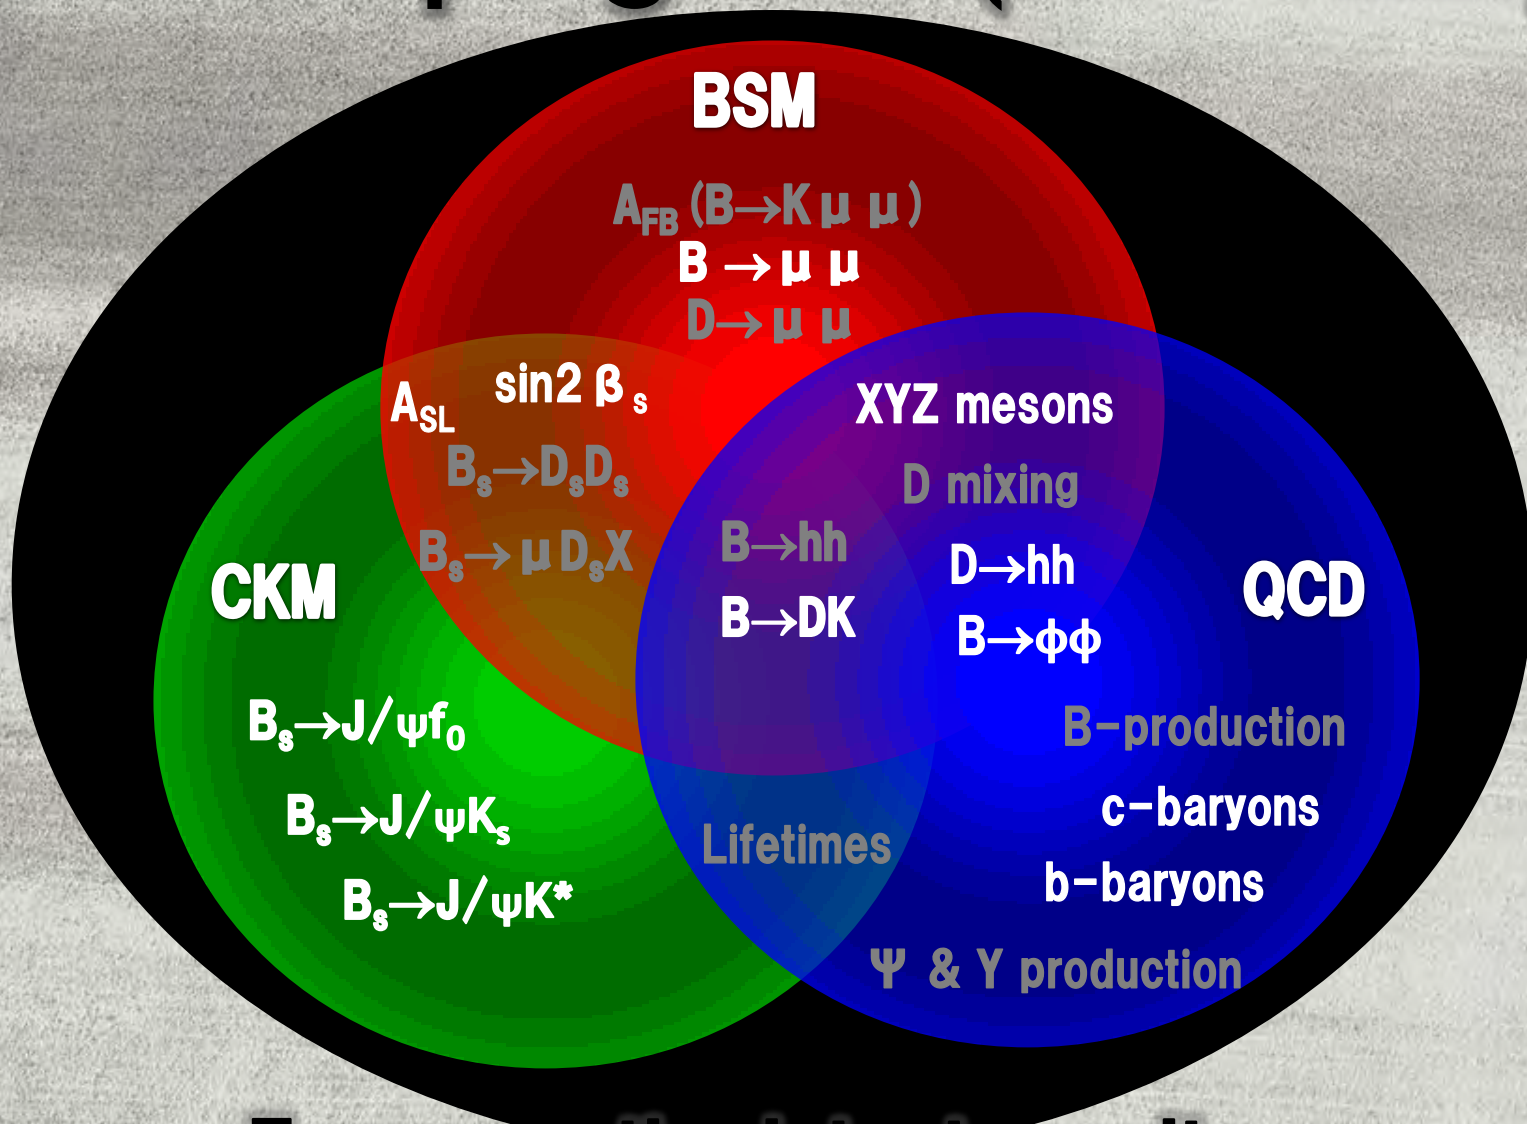 BSM
A_FB (B→K μ μ)
B → μ μ
D→ μ μ
A_SL
sin2 β_s
B_s→D_sD_s
B_s→ μ D_sX
XYZ mesons
D mixing
B→hh
D→hh
B→DK
B→ϕϕ
CKM
QCD
B_s→J/ψf_0
B_s→J/ψK_s
B_s→J/ψK*
Lifetimes
B-production
c-baryons
b-baryons
Ψ & Υ production